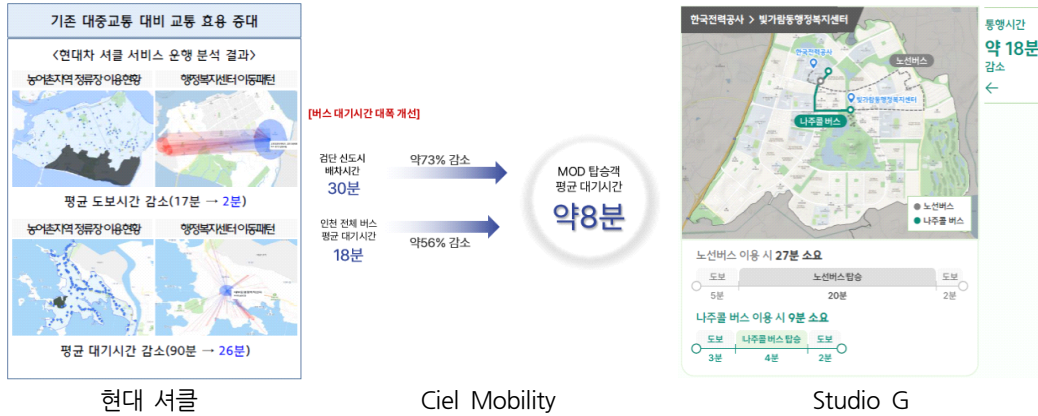 기존 대중교통 대비 교통 효용 증대
<현대차 셔클 서비스 운행 분석 결과>
농어촌지역 정류장 이용현황
행정복지센터 이동패턴
평균 도보시간 감소(17분 → 2분)
농어촌지역 정류장 이용현황
행정복지센터 이동패턴
평균 대기시간 감소(90분 → 26분)
현대 셔클
[버스 대기시간 대폭 개선]
검단 신도시
배차시간
30분
약73% 감소
인천 전체 버스
평균 대기시간
18분
약56% 감소
MOD 탑승객
평균 대기시간
약8분
Ciel Mobility
한국전력공사 > 빛가람동행정복지센터
한국전력공사
노선버스
빛가람동행정복지센터
나주콜 버스
노선버스
나주콜 버스
통행시간
약 18분
감소
←
노선버스 이용 시 27분 소요
도보
노선버스 탑승
도보
5분
20분
2분
나주콜 버스 이용 시 9분 소요
도보
나주콜 버스 탑승
도보
3분
4분
2분
Studio G